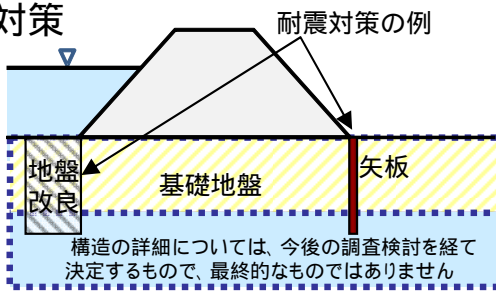 対策
耐震対策の例
地盤
改良
基礎地盤
矢板
構造の詳細については、今後の調査検討を経て
決定するもので、最終的なものではありません